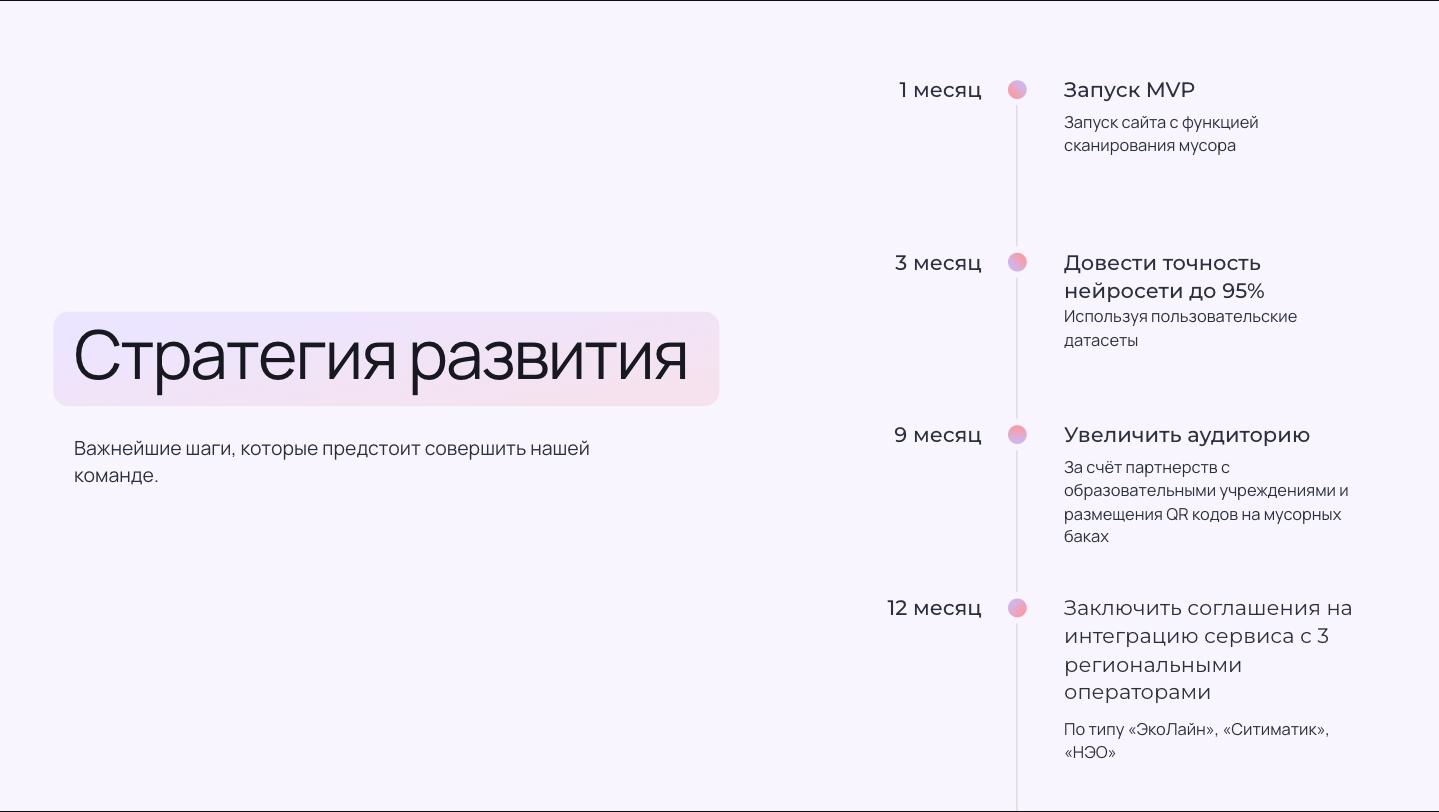 Стратегия развития
Важнейшие шаги, которые предстоит совершить нашей
команде.
1 месяц
Запуск MVP
Запуск сайта с функцией
сканирования мусора
3 месяц
Довести точность
нейросети до 95%
Используя пользовательские
датасеты
9 месяц
Увеличить аудиторию
За счёт партнерств с
образовательными учреждениями и
размещения QR кодов на мусорных
баках
12 месяц
Заключить соглашения на
интеграцию сервиса с 3
региональными
операторами
По типу «ЭкоЛайн», «Ситиматик»,
«НЭО»